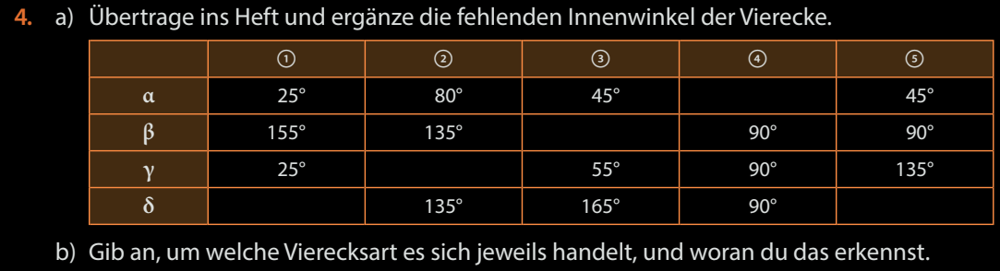 4. a) Übertrage ins Heft und ergänze die fehlenden Innenwinkel der Vierecke.
① ② ③ ④ ⑤
α 25° 80° 45° 45°
β 155° 135° 90° 90°
γ 25° 55° 90° 135°
δ 135° 165° 90°
b) Gib an, um welche Vierecksart es sich jeweils handelt, und woran du das erkennst.